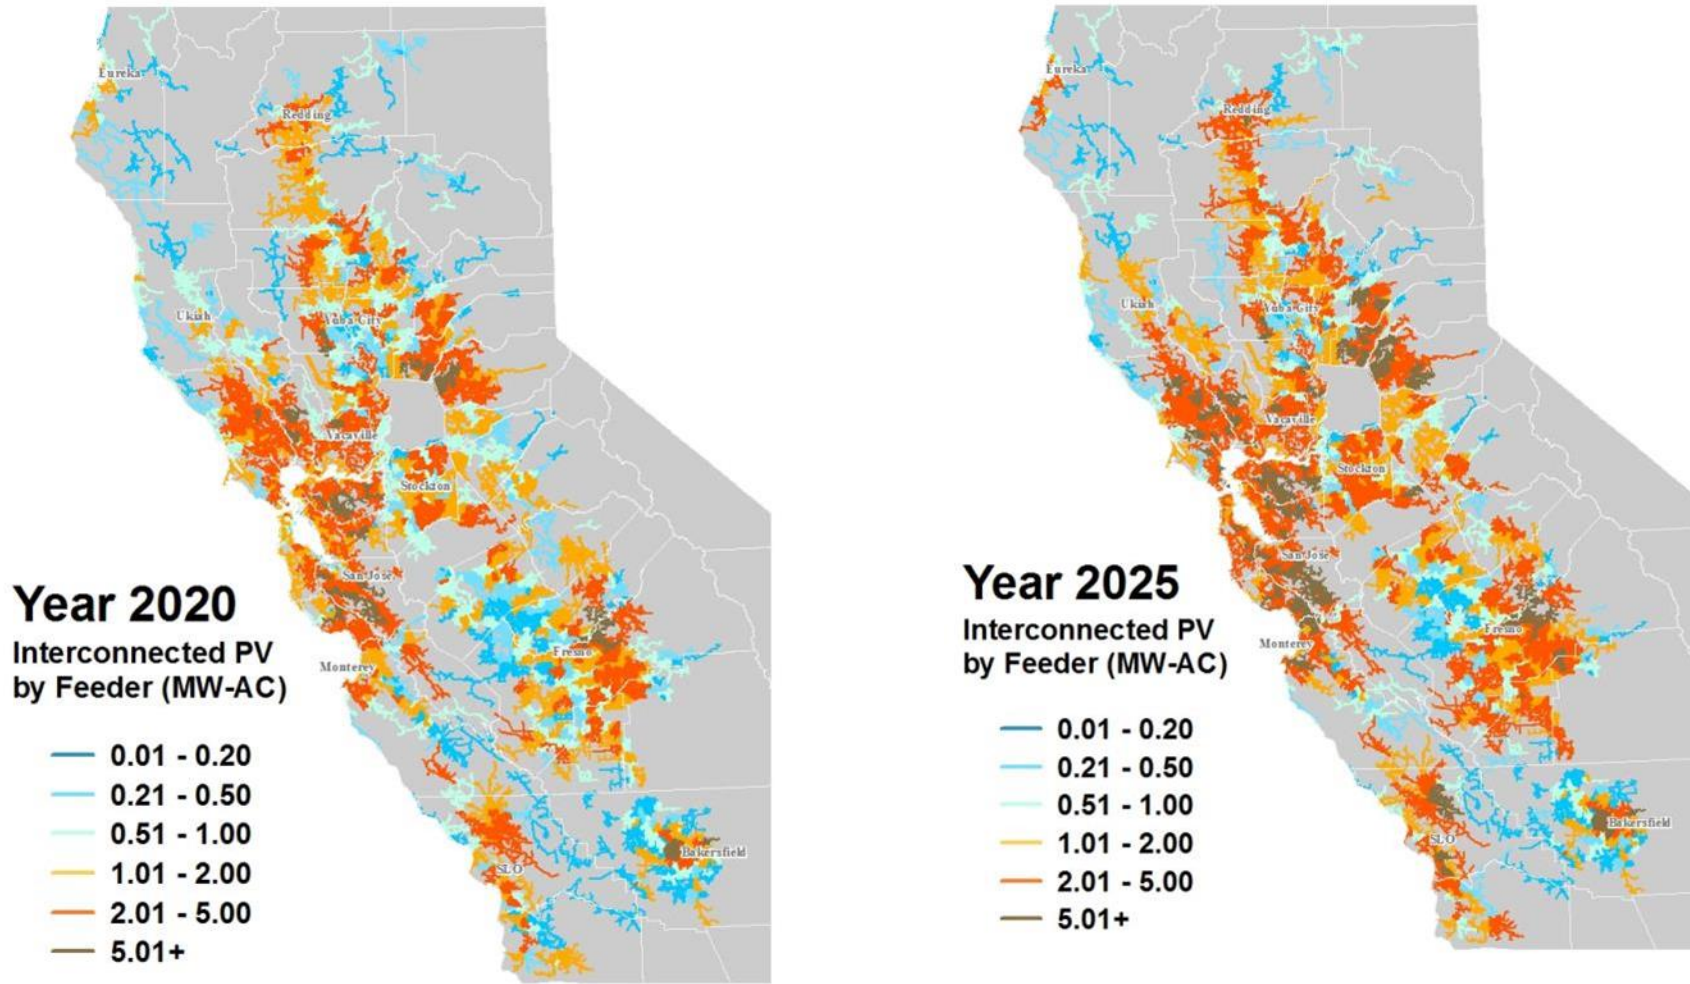 Eureka
Redding
Ukiah
Yuba City
Vacaville
Stockton
San Jose
Monterey
Fresno
SLO
Bakersfield
Year 2020
Interconnected PV
by Feeder (MW-AC)
0.01 - 0.20
0.21 - 0.50
0.51 - 1.00
1.01 - 2.00
2.01 - 5.00
5.01+
Eureka
Redding
Ukiah
Yuba City
Vacaville
Stockton
San Jose
Monterey
Fresno
SLO
Bakersfield
Year 2025
Interconnected PV
by Feeder (MW-AC)
0.01 - 0.20
0.21 - 0.50
0.51 - 1.00
1.01 - 2.00
2.01 - 5.00
5.01+